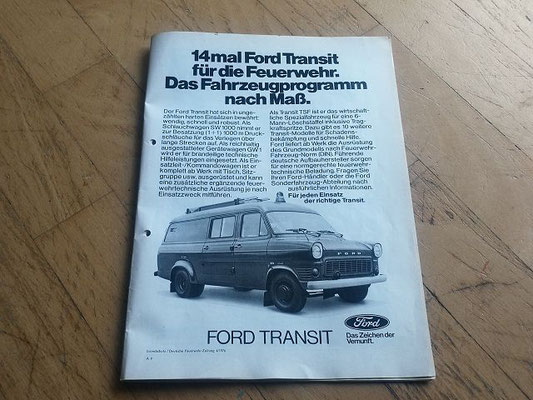 14mal Ford Transit
für die Feuerwehr.
Das Fahrzeugprogramm
nach Maß.
Der Ford Transit hat sich in unge-
zählten harten Einsätzen bewährt:
wendig, schnell und robust. Als
Schlauchwagen SW 1000 nimmt er
zur Besatzung (1 + 1) 1000 m Druck-
schläuche für das Verlegen über
lange Strecken auf. Als reichhaltig
ausgestatteter Gerätewagen GW 1
wird er für brandeilige technische
Hilfeleistungen eingesetzt. Als Ein-
satzleit-/Kommandowagen ist er
komplett ab Werk mit Tisch, Sitz-
gruppe usw. ausgerüstet und kann
eine zusätzliche ergänzende feuer-
wehrtechnische Ausrüstung je nach
Einsatzzweck mitführen.
Als Transit TSF ist er das wirtschaft-
liche Spezialfahrzeug für eine 6-
Mann-Löschstaffel inklusive Trag-
kraftspritze. Dazu gibt es 10 weitere
Transit-Modelle für Schadens-
bekämpfung und schnelle Hilfe.
Ford liefert ab Werk die Ausrüstung
des Grundmodells nach Feuerwehr-
Fahrzeug-Norm (DIN). Führende
deutsche Aufbauhersteller sorgen
für eine normgerechte feuerwehr-
technische Beladung. Fragen Sie
Ihren Ford-Händler oder die Ford
Sonderfahrzeug-Abteilung nach
ausführlichen Informationen.
Für jeden Einsatz
der richtige Transit.
FORD
FORD TRANSIT
Ford
Das Zeichen der
Vernunft.